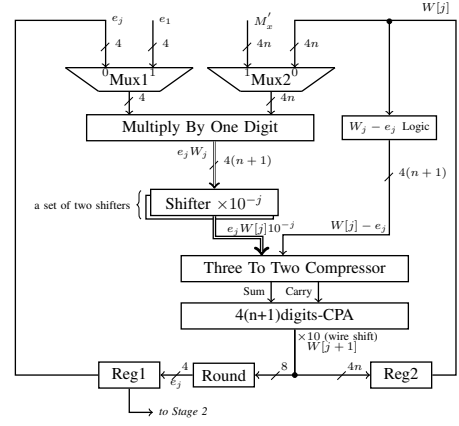 W[j]
e_j e_1 M'_x
4 4 4n 4n
0 1 1 0
Mux1 Mux2
4 4n
Multiply By One Digit
W_j − e_j Logic
e_jW_j
4(n + 1) 4(n + 1)
a set of two shifters { Shifter ×10^{−j}
e_jW[j]10^{−j} W[j] − e_j
Three To Two Compressor
Sum Carry
4(n+1)digits-CPA
×10 (wire shift)
W[j + 1]
Reg1 4 Round 8 4n Reg2
e_j
to Stage 2